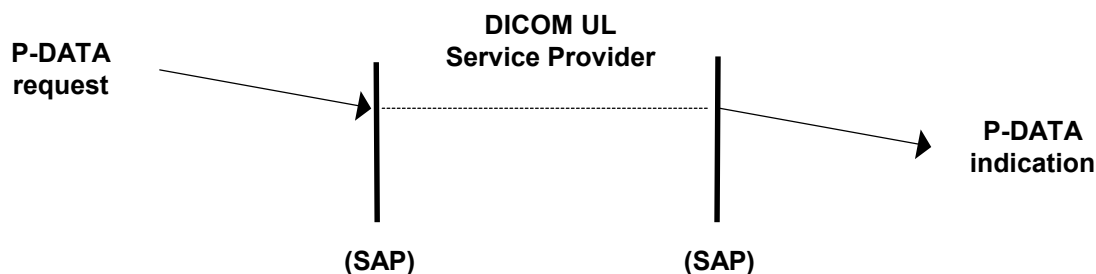 DICOM UL
Service Provider
P-DATA
request
P-DATA
indication
(SAP)
(SAP)